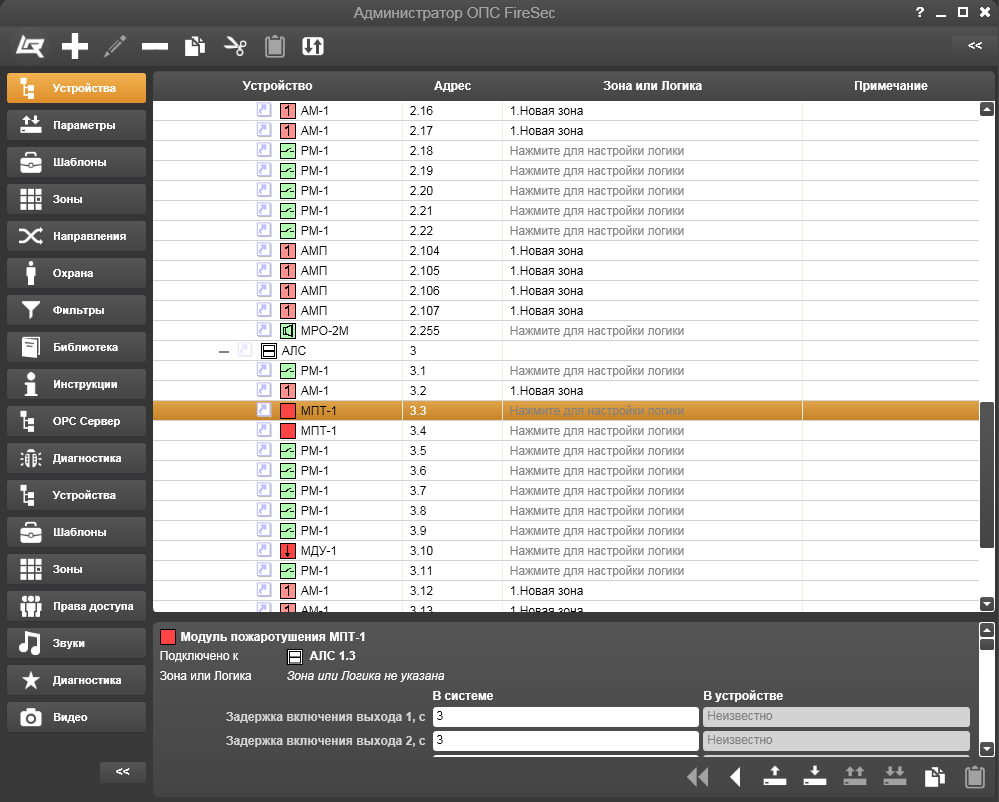 Администратор ОПС FireSec
? _ ✕
<<
Устройства
Параметры
Шаблоны
Зоны
Направления
Охрана
Фильтры
Библиотека
Инструкции
OPC Сервер
Диагностика
Устройства
Шаблоны
Зоны
Права доступа
Звуки
Диагностика
Видео
<<
Устройство Адрес Зона или Логика Примечание
1 АМ-1 2.16 1.Новая зона
1 АМ-1 2.17 1.Новая зона
РМ-1 2.18 Нажмите для настройки логики
РМ-1 2.19 Нажмите для настройки логики
РМ-1 2.20 Нажмите для настройки логики
РМ-1 2.21 Нажмите для настройки логики
РМ-1 2.22 Нажмите для настройки логики
1 АМП 2.104 1.Новая зона
1 АМП 2.105 1.Новая зона
1 АМП 2.106 1.Новая зона
1 АМП 2.107 1.Новая зона
МРО-2М 2.255 Нажмите для настройки логики
АЛС 3
РМ-1 3.1 Нажмите для настройки логики
1 АМ-1 3.2 1.Новая зона
МПТ-1 3.3 Нажмите для настройки логики
МПТ-1 3.4 Нажмите для настройки логики
РМ-1 3.5 Нажмите для настройки логики
РМ-1 3.6 Нажмите для настройки логики
РМ-1 3.7 Нажмите для настройки логики
РМ-1 3.8 Нажмите для настройки логики
РМ-1 3.9 Нажмите для настройки логики
МДУ-1 3.10 Нажмите для настройки логики
РМ-1 3.11 Нажмите для настройки логики
1 АМ-1 3.12 1.Новая зона
1 АМ-1 3.13 1.Новая зона
Модуль пожаротушения МПТ-1
Подключено к АЛС 1.3
Зона или Логика Зона или Логика не указана
В системе В устройстве
Задержка включения выхода 1, с 3 Неизвестно
Задержка включения выхода 2, с 3 Неизвестно